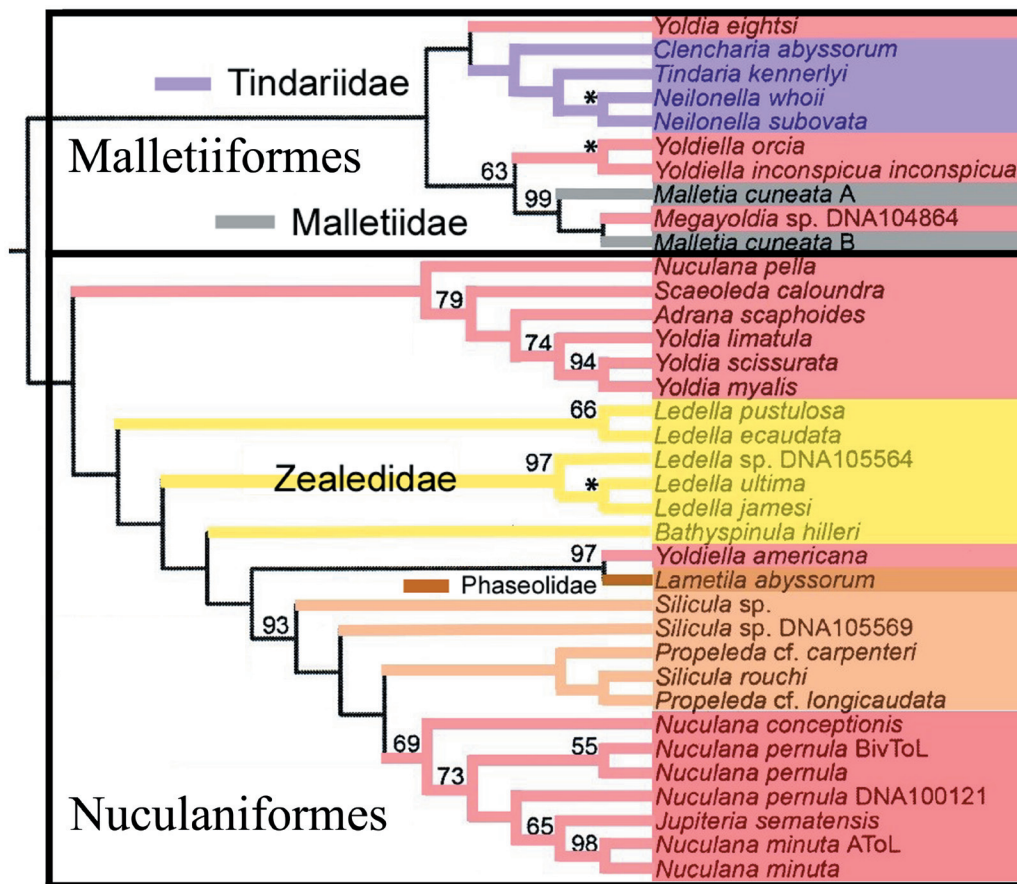 Yoldia eightsi
Clencharia abyssorum
Tindariidae
Tindaria kennerlyi
* Neilonella whoii
Neilonella subovata
Malletiiformes
* Yoldiella orcia
63
Yoldiella inconspicua inconspicua
99
Malletia cuneata A
Malletiidae
Megayoldia sp. DNA104864
Malletia cuneata B
Nuculana pella
79
Scaeoleda caloundra
Adrana scaphoides
74
Yoldia limatula
94
Yoldia scissurata
Yoldia myalis
66
Ledella pustulosa
Ledella ecaudata
97
Ledella sp. DNA105564
Zealedidae
* Ledella ultima
Ledella jamesi
Bathyspinula hilleri
97
Yoldiella americana
Phaseolidae
Lametila abyssorum
Silicula sp.
93
Silicula sp. DNA105569
Propeleda cf. carpenteri
Silicula rouchi
Propeleda cf. longicaudata
69
Nuculana conceptionis
55
Nuculana pernula BivToL
73
Nuculana pernula
Nuculana pernula DNA100121
Nuculaniformes
65
Jupiteria sematensis
98
Nuculana minuta AToL
Nuculana minuta